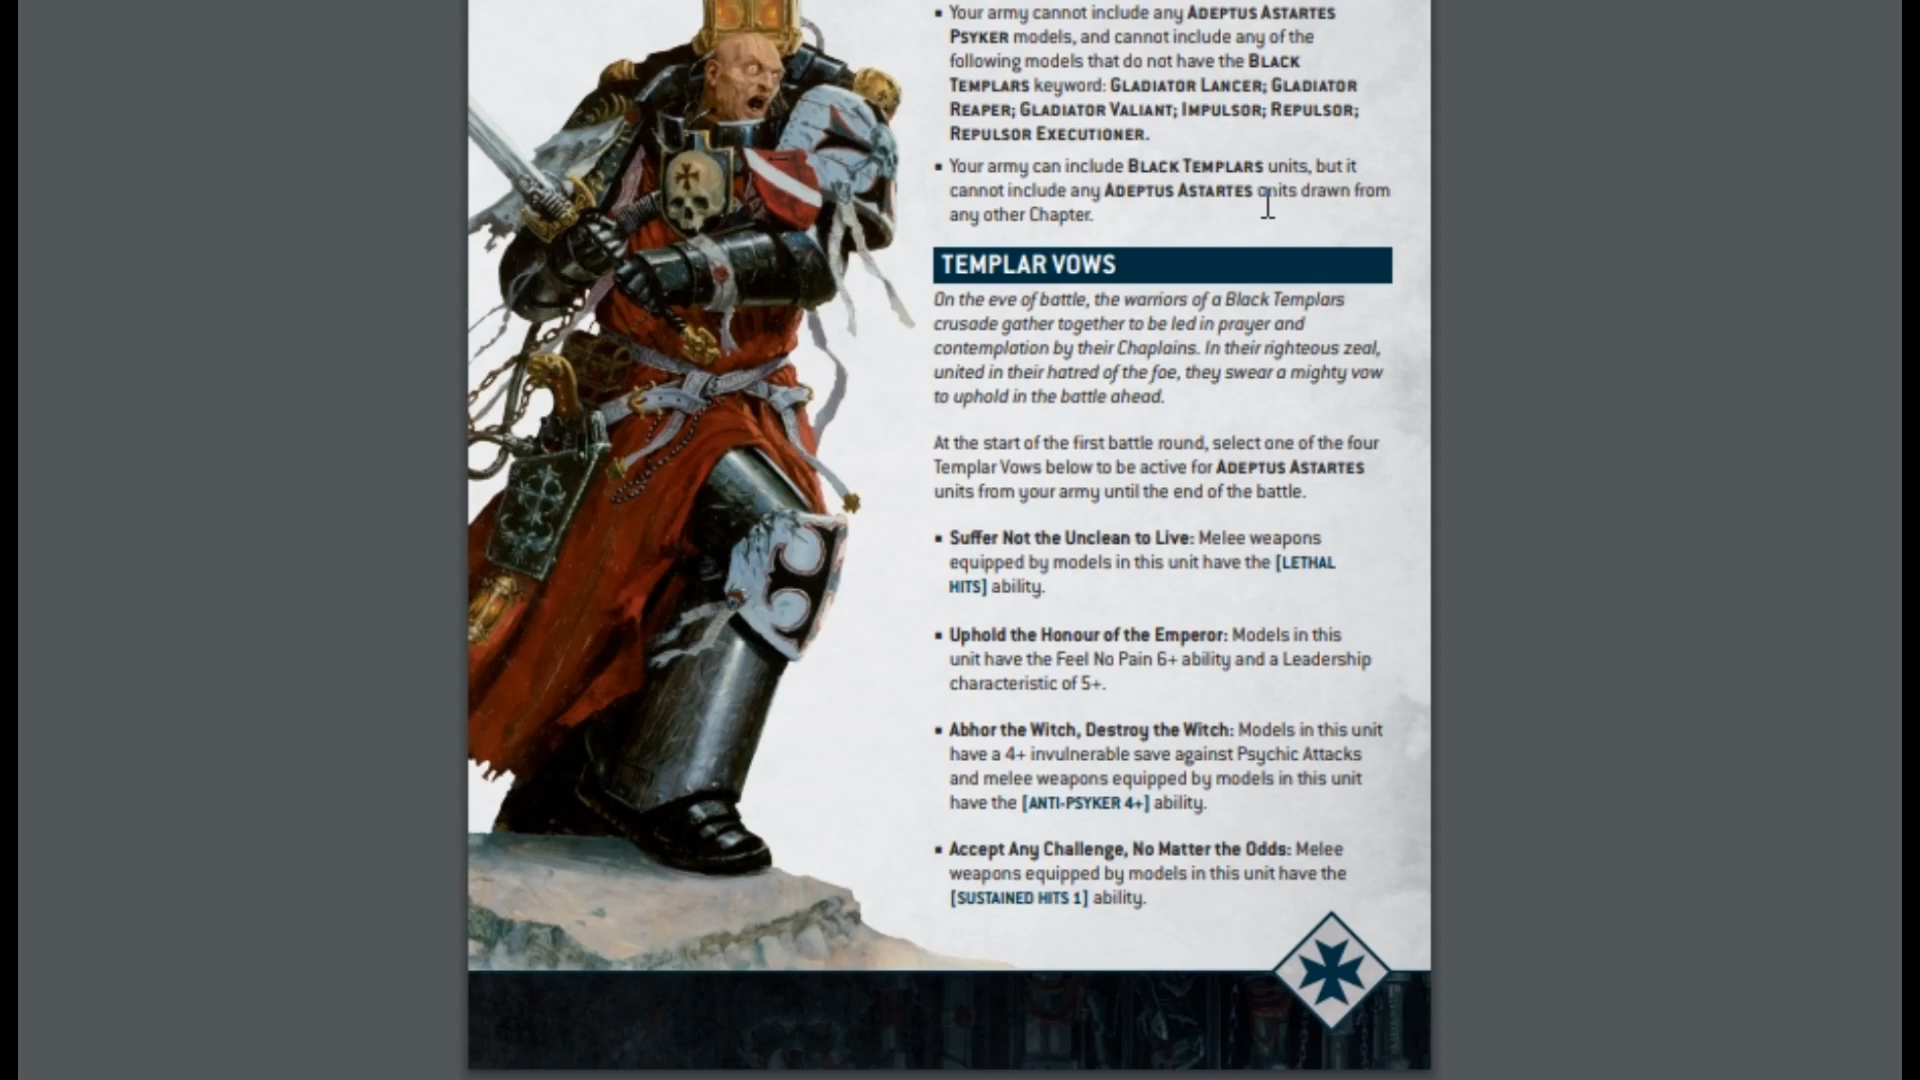 ▪ Your army cannot include any ADEPTUS ASTARTES
PSYKER models, and cannot include any of the
following models that do not have the BLACK
TEMPLARS keyword: GLADIATOR LANCER; GLADIATOR
REAPER; GLADIATOR VALIANT; IMPULSOR; REPULSOR;
REPULSOR EXECUTIONER.
▪ Your army can include BLACK TEMPLARS units, but it
cannot include any ADEPTUS ASTARTES units drawn from
any other Chapter.
TEMPLAR VOWS
On the eve of battle, the warriors of a Black Templars
crusade gather together to be led in prayer and
contemplation by their Chaplains. In their righteous zeal,
united in their hatred of the foe, they swear a mighty vow
to uphold in the battle ahead.
At the start of the first battle round, select one of the four
Templar Vows below to be active for ADEPTUS ASTARTES
units from your army until the end of the battle.
▪ Suffer Not the Unclean to Live: Melee weapons
equipped by models in this unit have the [LETHAL
HITS] ability.
▪ Uphold the Honour of the Emperor: Models in this
unit have the Feel No Pain 6+ ability and a Leadership
characteristic of 5+.
▪ Abhor the Witch, Destroy the Witch: Models in this unit
have a 4+ invulnerable save against Psychic Attacks
and melee weapons equipped by models in this unit
have the [ANTI-PSYKER 4+] ability.
▪ Accept Any Challenge, No Matter the Odds: Melee
weapons equipped by models in this unit have the
[SUSTAINED HITS 1] ability.